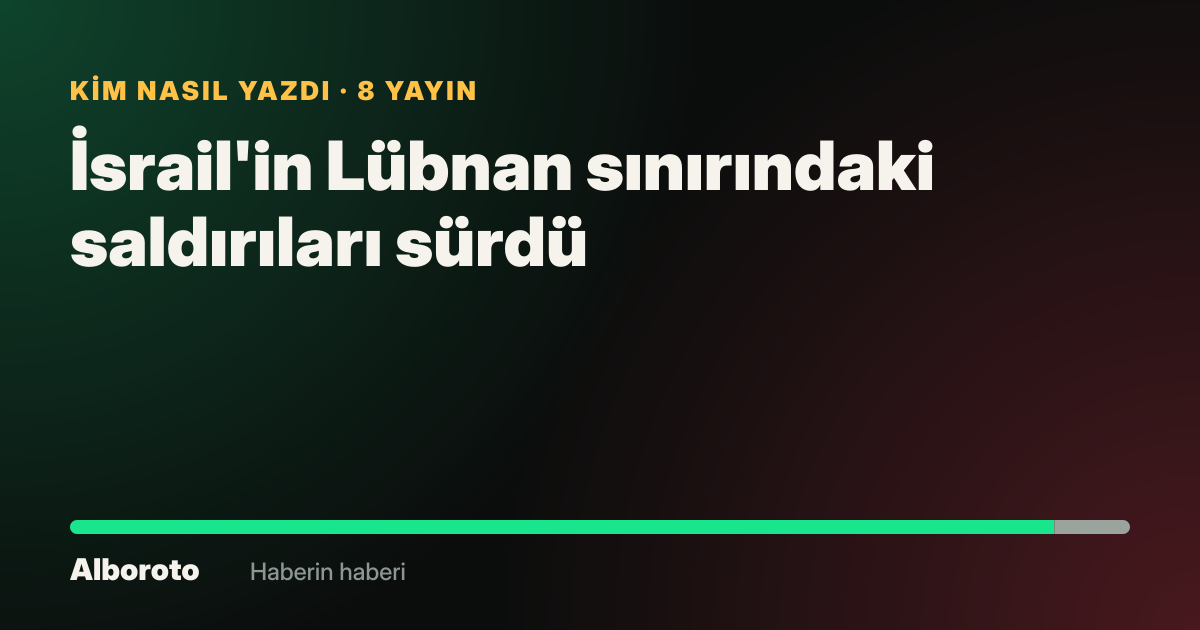 KİM NASIL YAZDI · 8 YAYIN
İsrail'in Lübnan sınırındaki
saldırıları sürdü
Alboroto Haberin haberi